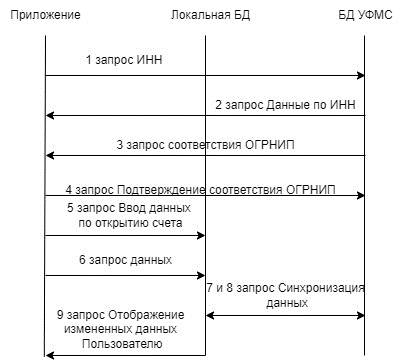 Приложение
Локальная БД
БД УФМС
1 запрос ИНН
2 запрос Данные по ИНН
3 запрос соответствия ОГРНИП
4 запрос Подтверждение соответствия ОГРНИП
5 запрос Ввод данных
по открытию счета
6 запрос данных
7 и 8 запрос Синхронизация
данных
9 запрос Отображение
измененных данных
Пользователю